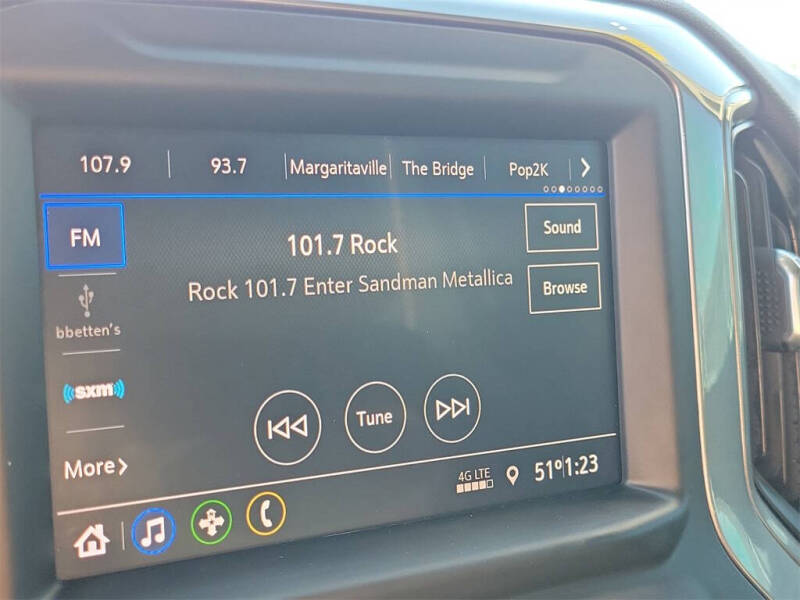 107.9 93.7 Margaritaville The Bridge Pop2K
FM
101.7 Rock
Sound
Rock 101.7 Enter Sandman Metallica
Browse
bbetten's
sxm
Tune
More
4G LTE
51° 1:23